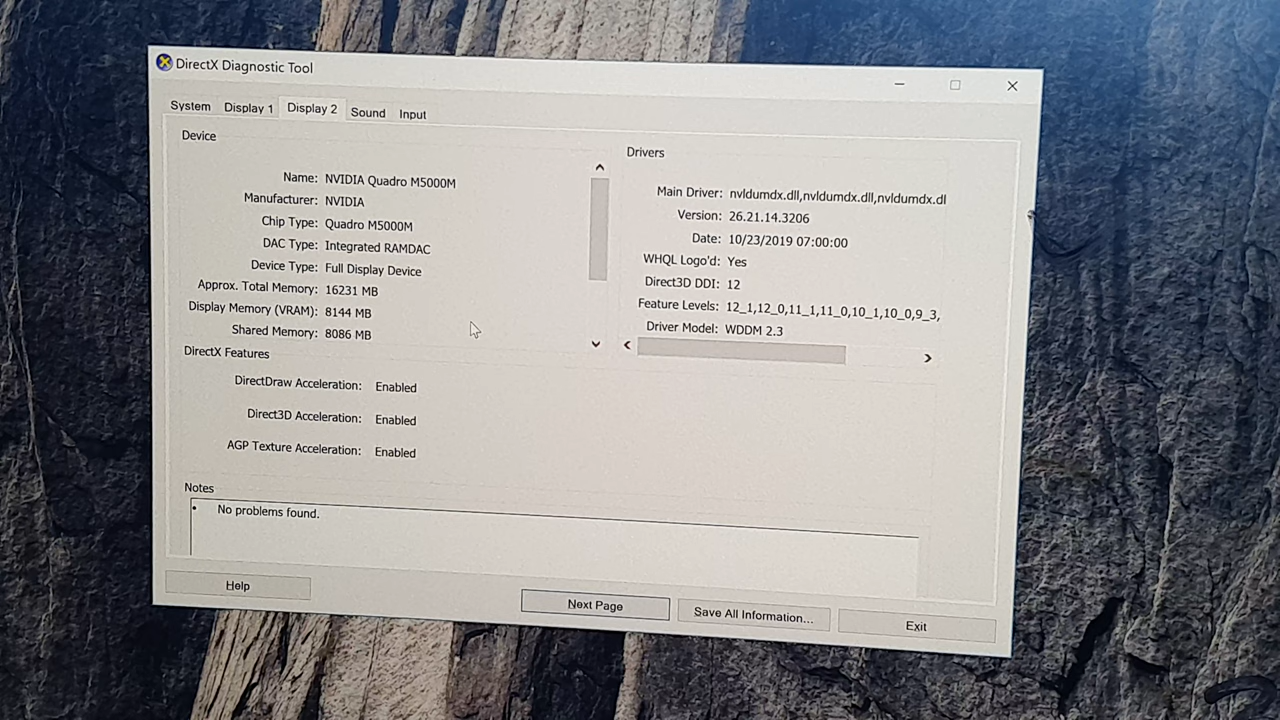 DirectX Diagnostic Tool
System Display 1 Display 2 Sound Input
Device
Name: NVIDIA Quadro M5000M
Manufacturer: NVIDIA
Chip Type: Quadro M5000M
DAC Type: Integrated RAMDAC
Device Type: Full Display Device
Approx. Total Memory: 16231 MB
Display Memory (VRAM): 8144 MB
Shared Memory: 8086 MB
Drivers
Main Driver: nvldumdx.dll,nvldumdx.dll,nvldumdx.dl
Version: 26.21.14.3206
Date: 10/23/2019 07:00:00
WHQL Logo'd: Yes
Direct3D DDI: 12
Feature Levels: 12_1,12_0,11_1,11_0,10_1,10_0,9_3,
Driver Model: WDDM 2.3
DirectX Features
DirectDraw Acceleration: Enabled
Direct3D Acceleration: Enabled
AGP Texture Acceleration: Enabled
Notes
• No problems found.
Help Next Page Save All Information... Exit